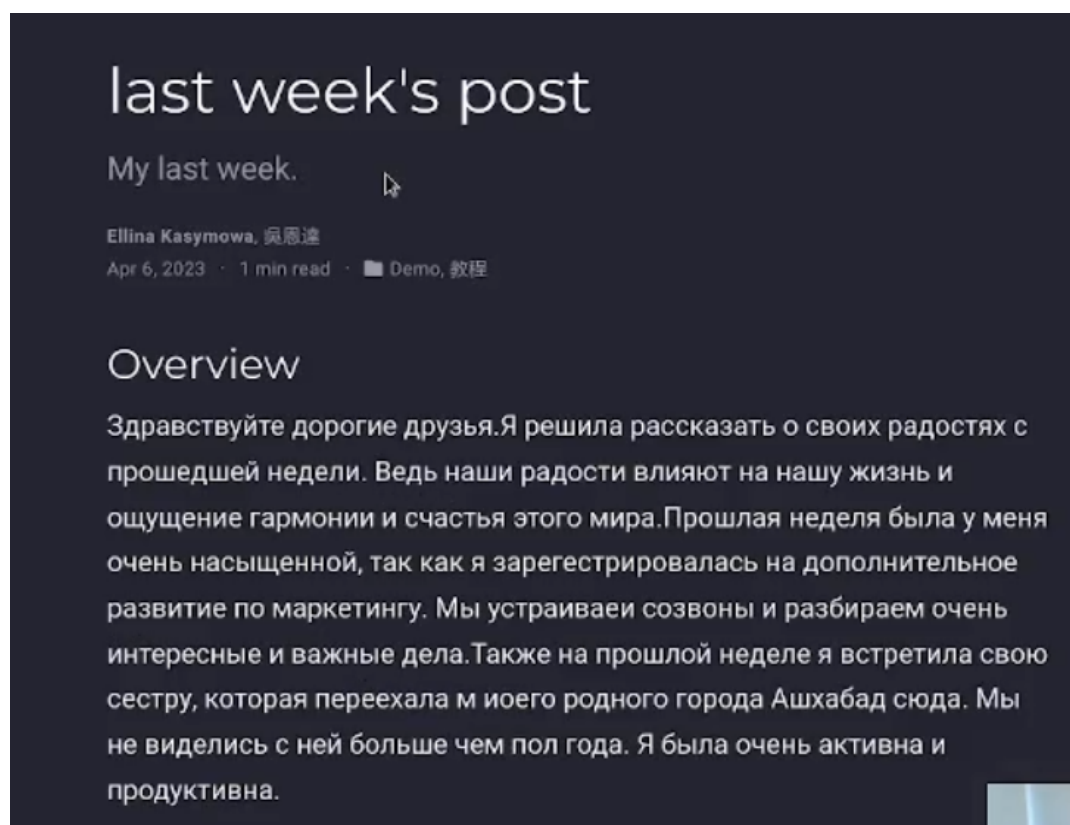 last week's post
My last week.
Ellina Kasymowa, 吳恩達
Apr 6, 2023 · 1 min read · Demo, 教程
Overview
Здравствуйте дорогие друзья.Я решила рассказать о своих радостях с
прошедшей недели. Ведь наши радости влияют на нашу жизнь и
ощущение гармонии и счастья этого мира.Прошлая неделя была у меня
очень насыщенной, так как я зарегестрировалась на дополнительное
развитие по маркетингу. Мы устраиваеи созвоны и разбираем очень
интересные и важные дела.Также на прошлой неделе я встретила свою
сестру, которая переехала м иоего родного города Ашхабад сюда. Мы
не виделись с ней больше чем пол года. Я была очень активна и
продуктивна.